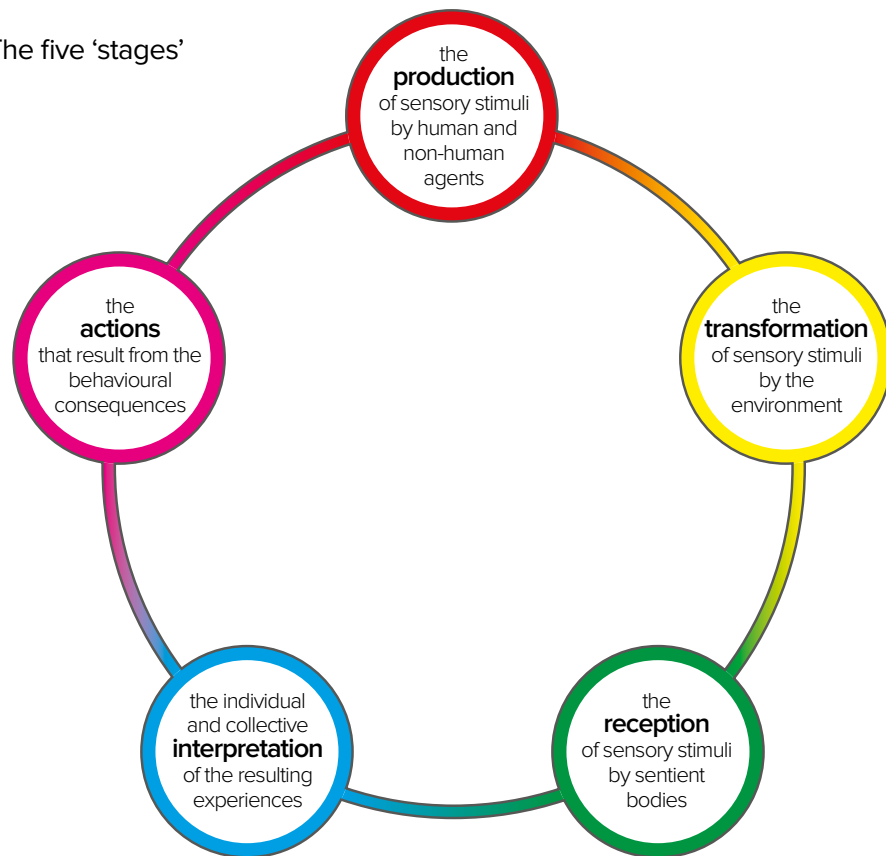 The five ‘stages’
the
production
of sensory stimuli
by human and
non-human
agents
the
transformation
of sensory stimuli
by the
environment
the
reception
of sensory stimuli
by sentient
bodies
the individual
and collective
interpretation
of the resulting
experiences
the
actions
that result from the
behavioural
consequences